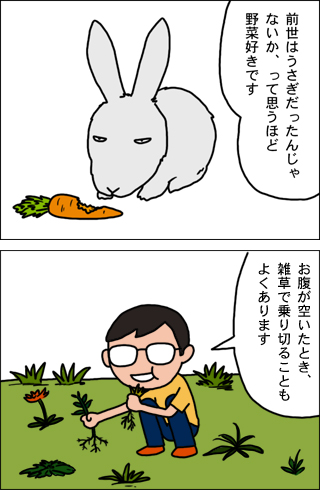 前世はうさぎだったんじゃ
ないか、って思うほど
野菜好きです
お腹が空いたとき、
雑草で乗り切ることも
よくあります